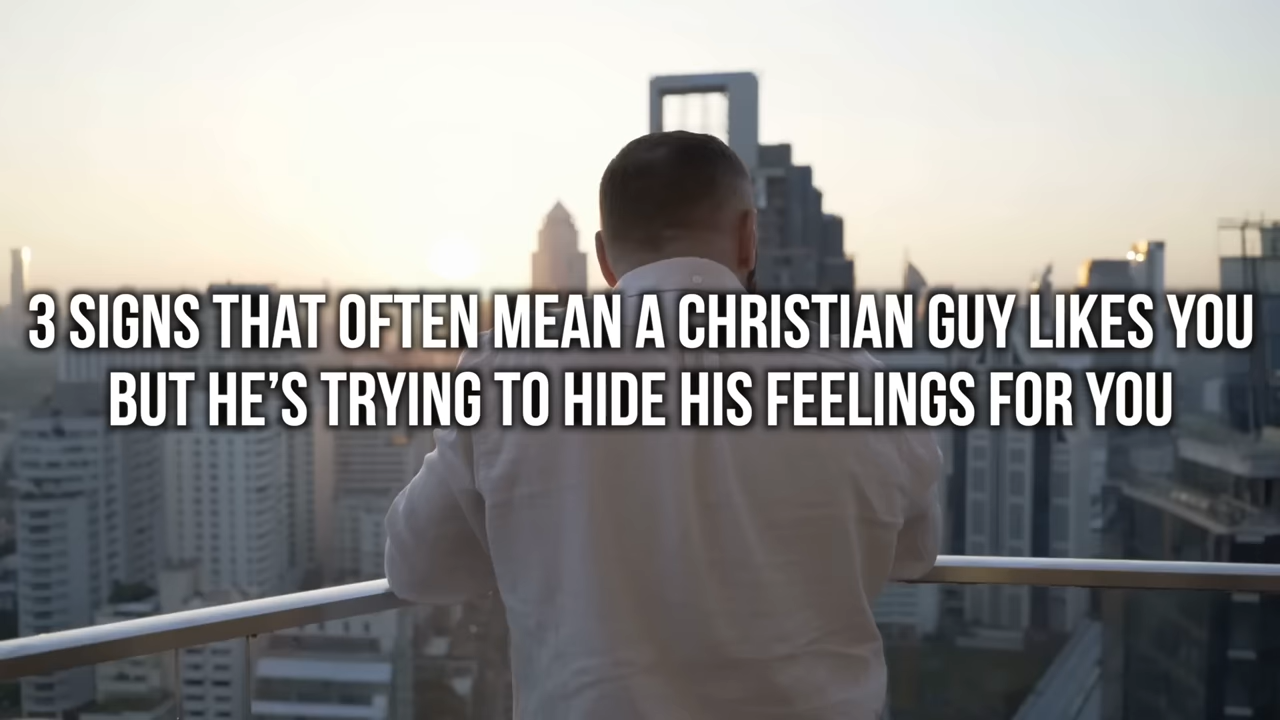 3 SIGNS THAT OFTEN MEAN A CHRISTIAN GUY LIKES YOU
BUT HE’S TRYING TO HIDE HIS FEELINGS FOR YOU